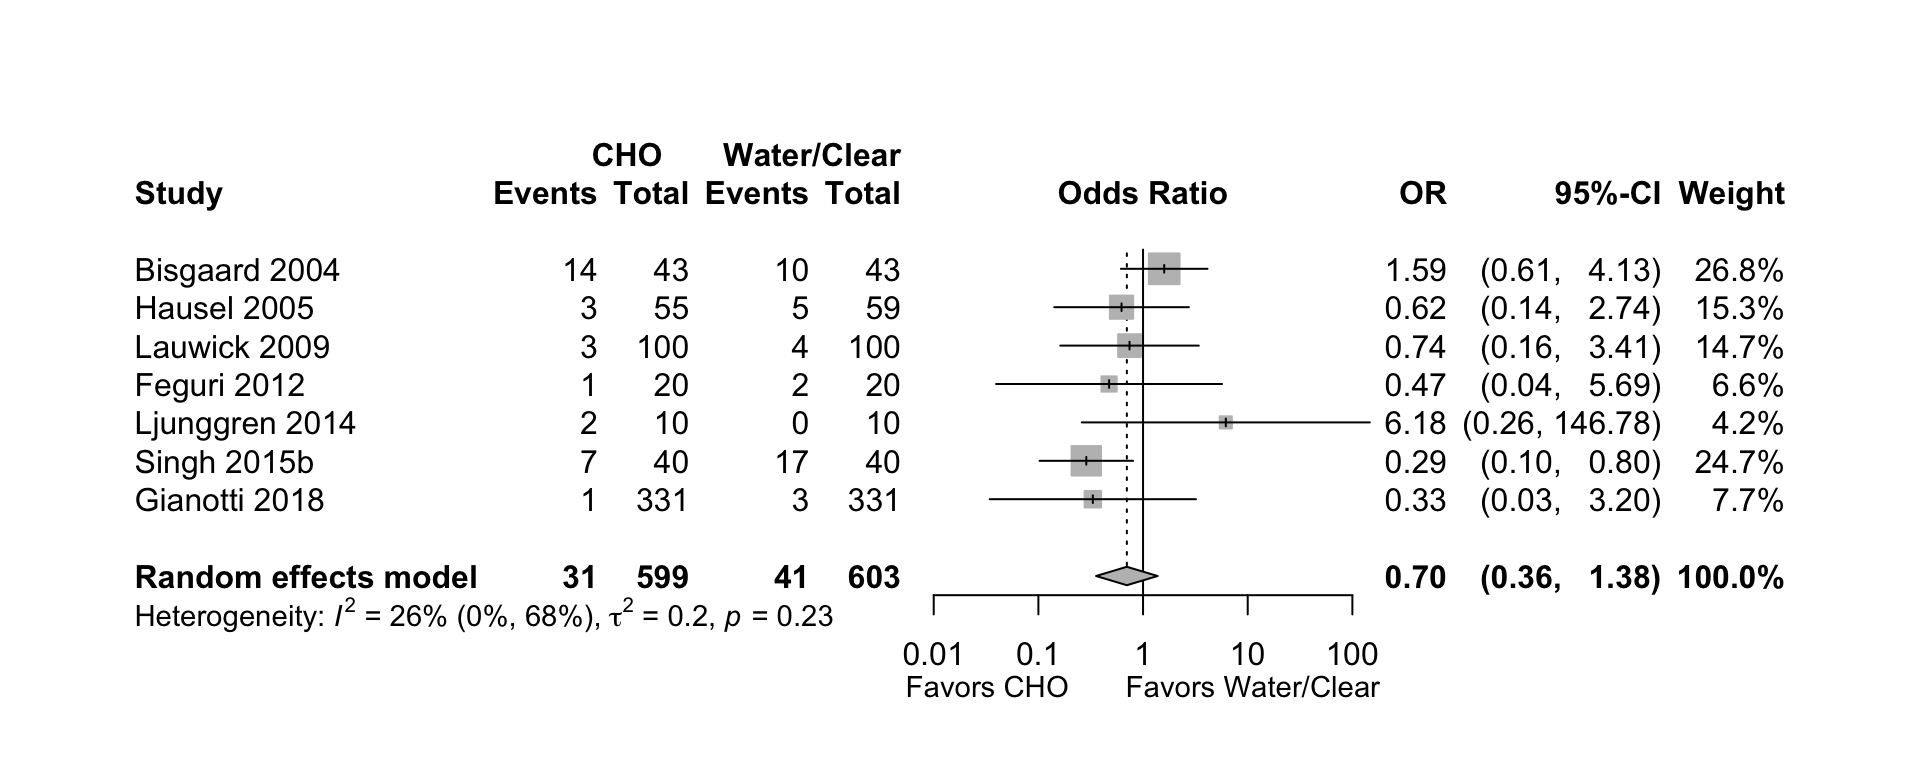 CHO Water/Clear
Study Events Total Events Total Odds Ratio OR 95%-CI Weight
Bisgaard 2004 14 43 10 43 1.59 (0.61, 4.13) 26.8%
Hausel 2005 3 55 5 59 0.62 (0.14, 2.74) 15.3%
Lauwick 2009 3 100 4 100 0.74 (0.16, 3.41) 14.7%
Feguri 2012 1 20 2 20 0.47 (0.04, 5.69) 6.6%
Ljunggren 2014 2 10 0 10 6.18 (0.26, 146.78) 4.2%
Singh 2015b 7 40 17 40 0.29 (0.10, 0.80) 24.7%
Gianotti 2018 1 331 3 331 0.33 (0.03, 3.20) 7.7%
Random effects model 31 599 41 603 0.70 (0.36, 1.38) 100.0%
Heterogeneity: I² = 26% (0%, 68%), τ² = 0.2, p = 0.23
0.01 0.1 1 10 100
Favors CHO Favors Water/Clear